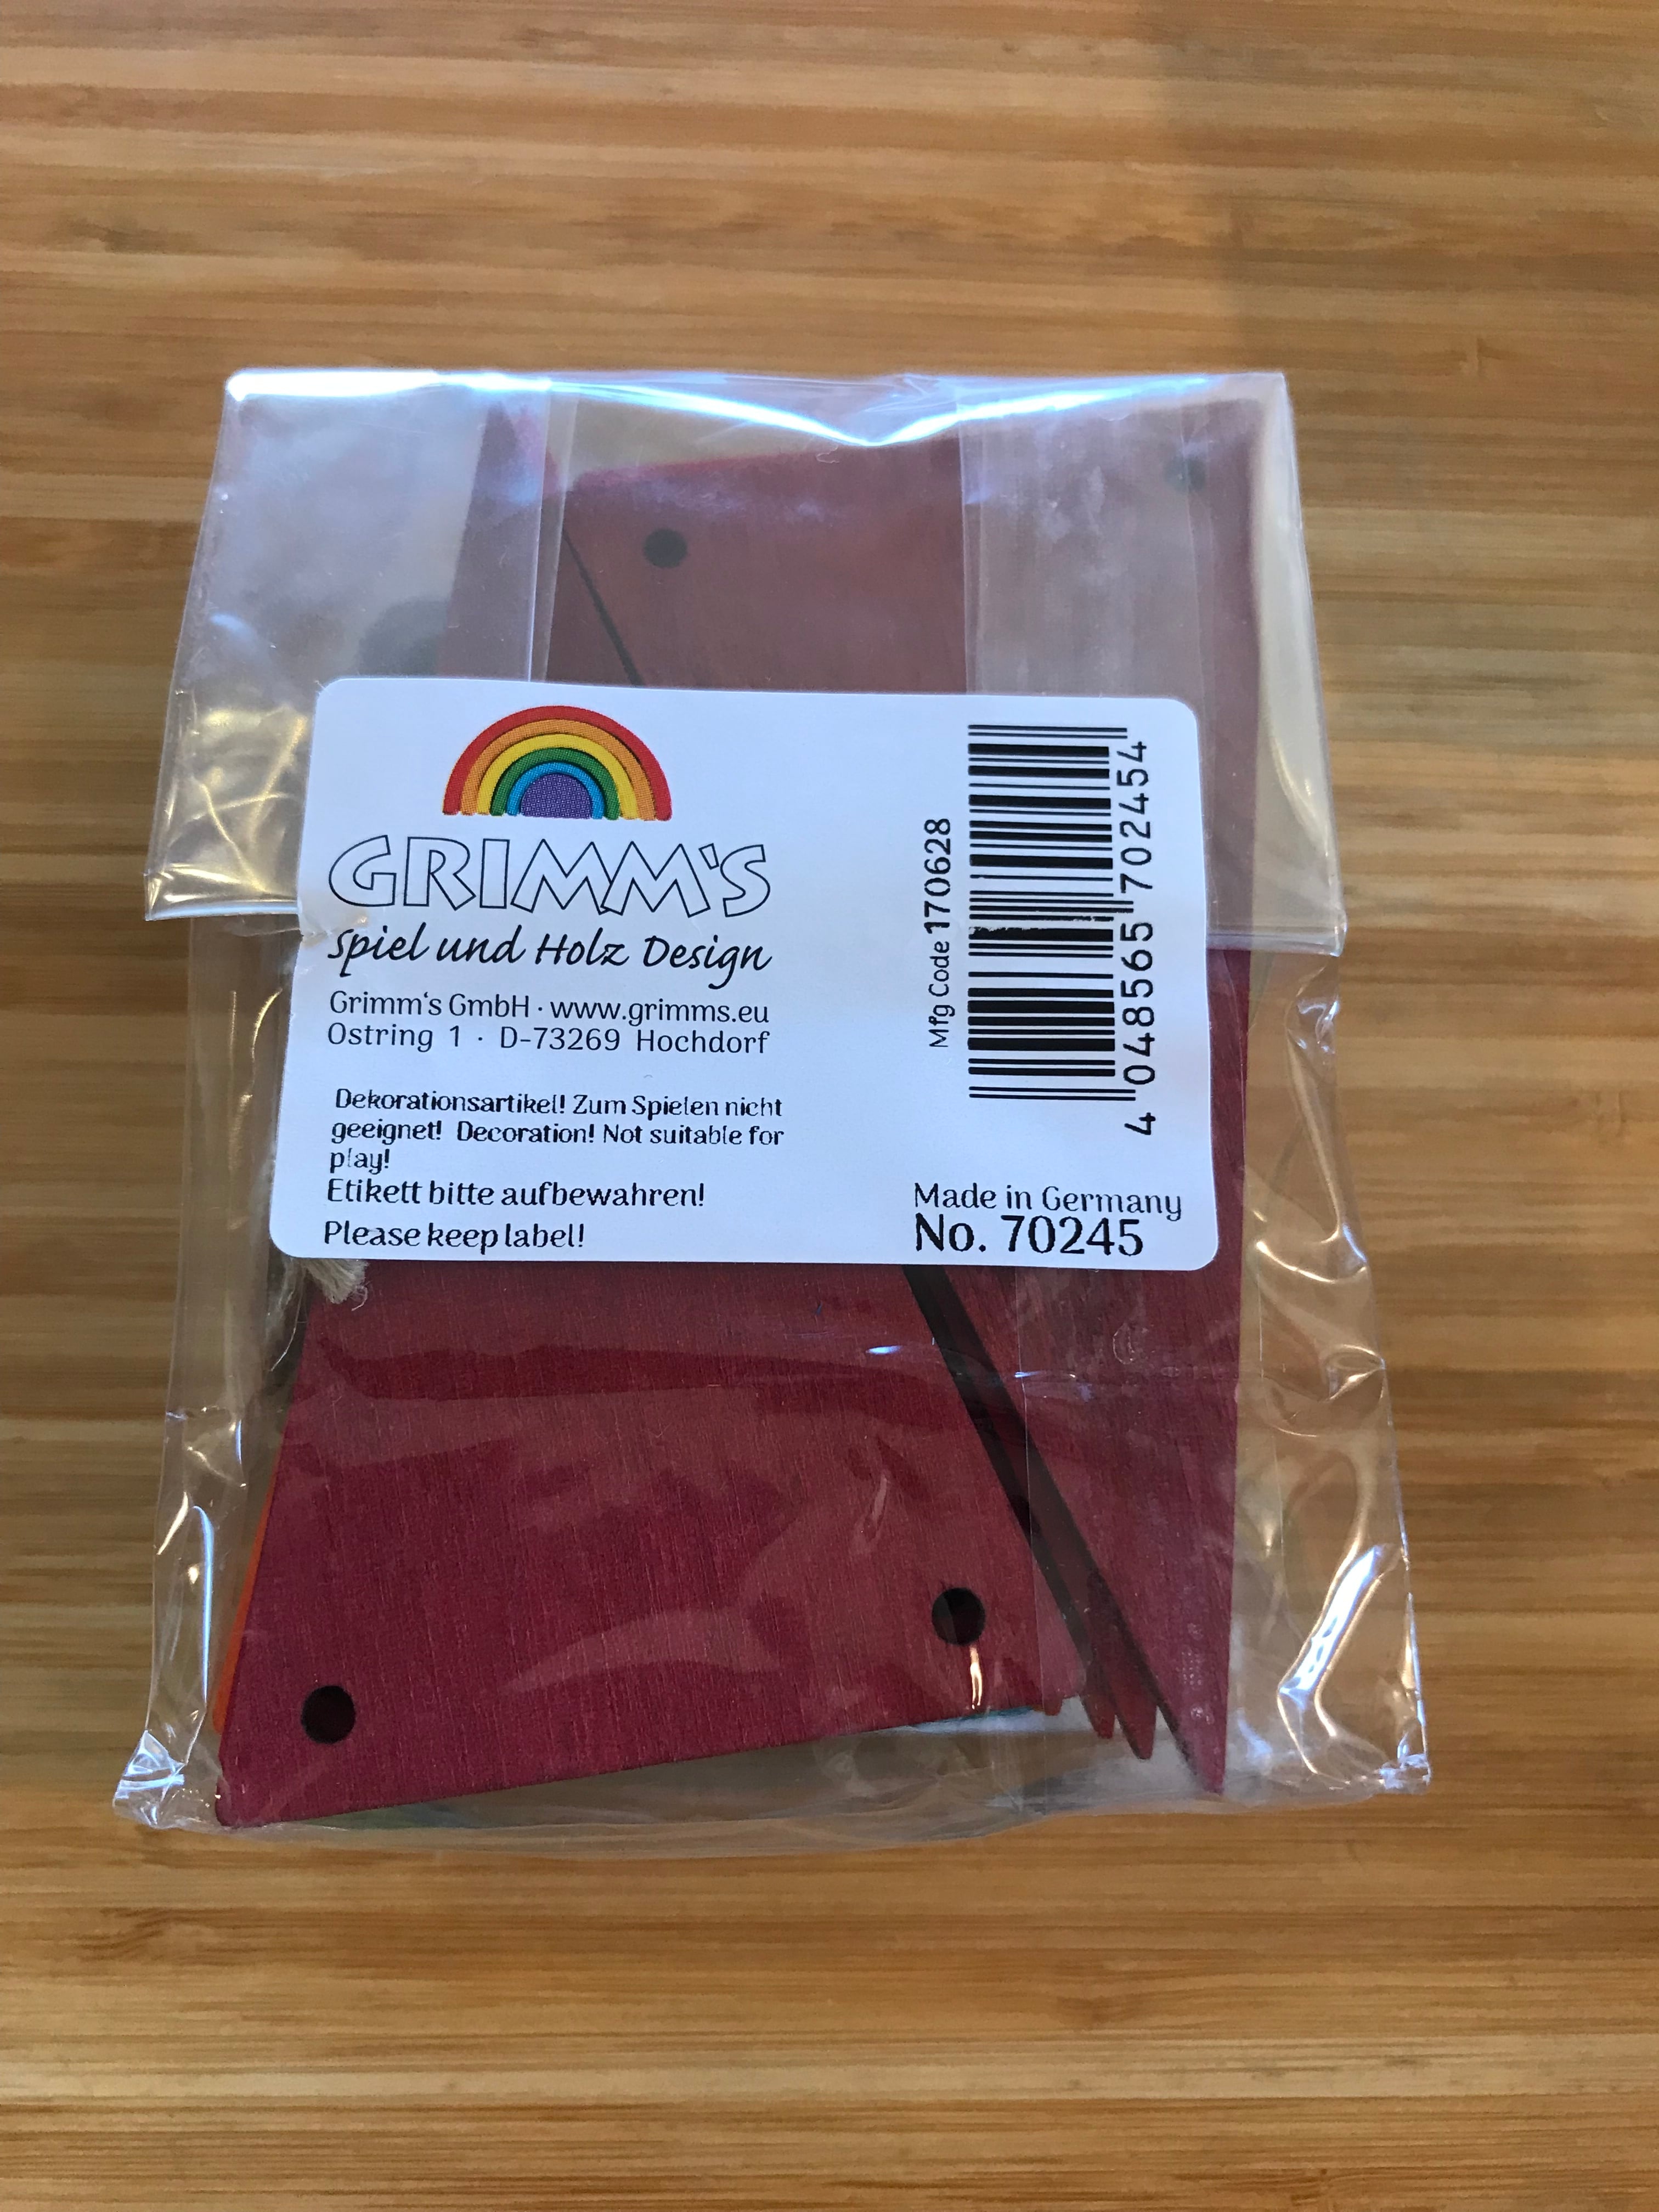 GRIMM'S
Spiel und Holz Design
Grimm's GmbH · www.grimms.eu
Ostring 1 · D-73269 Hochdorf
Dekorationsartikel! Zum Spielen nicht
geeignet! Decoration! Not suitable for
play!
Etikett bitte aufbewahren!
Please keep label!
Mfg Code 170628
4 048565 702454
Made in Germany
No. 70245